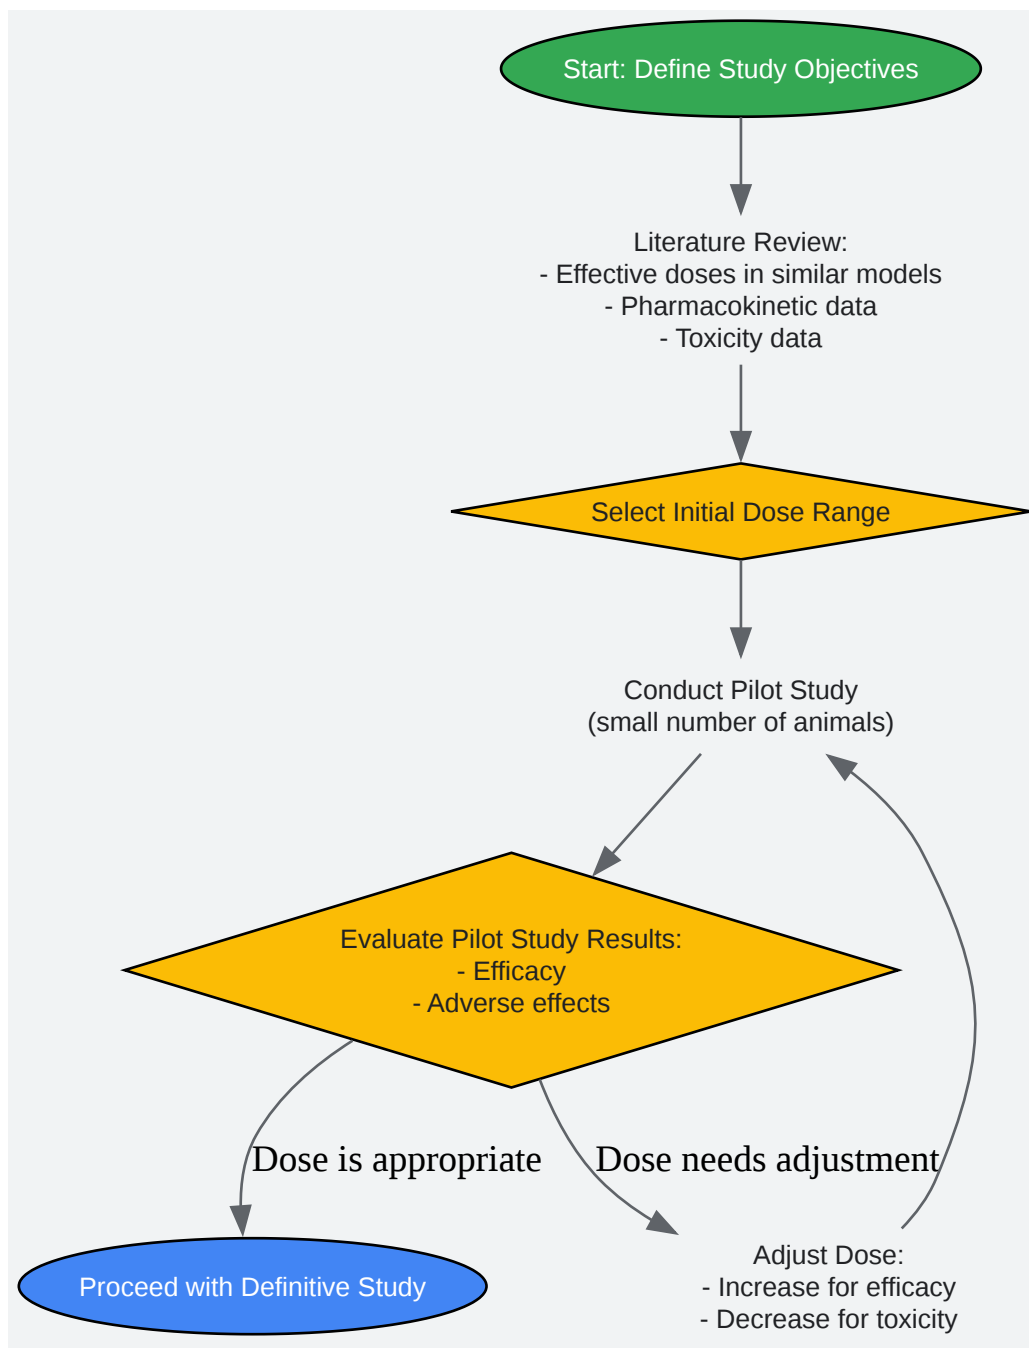 Start: Define Study Objectives
Literature Review:
- Effective doses in similar models
- Pharmacokinetic data
- Toxicity data
Select Initial Dose Range
Conduct Pilot Study
(small number of animals)
Evaluate Pilot Study Results:
- Efficacy
- Adverse effects
Dose is appropriate
Dose needs adjustment
Proceed with Definitive Study
Adjust Dose:
- Increase for efficacy
- Decrease for toxicity